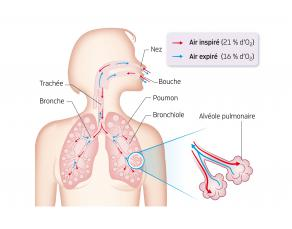 Nez
Air inspiré (21 % d'O₂)
Air expiré (16 % d'O₂)
Bouche
Trachée
Bronche
Poumon
Bronchiole
Alvéole pulmonaire